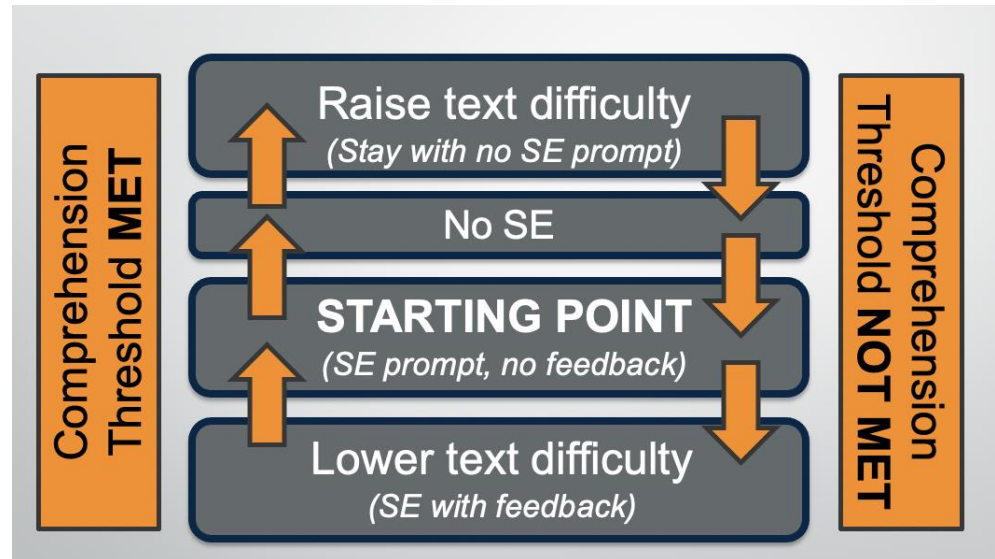 Comprehension
Threshold MET
Raise text difficulty
(Stay with no SE prompt)
No SE
STARTING POINT
(SE prompt, no feedback)
Lower text difficulty
(SE with feedback)
Comprehension
Threshold NOT MET